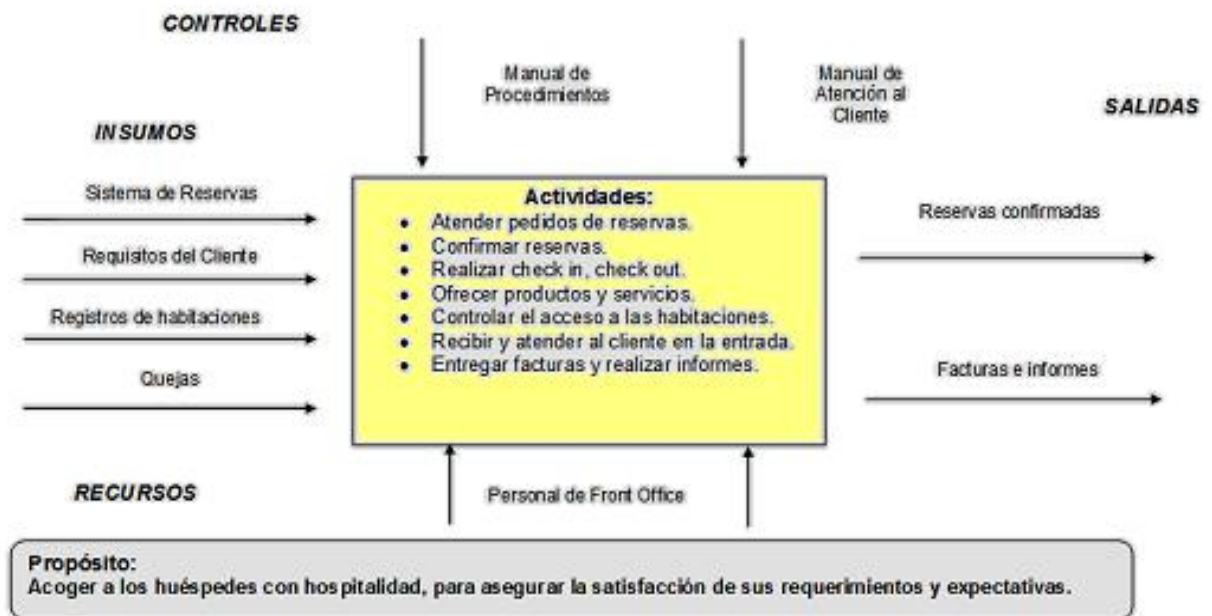 CONTROLES
Manual de
Procedimientos
Manual de
Atención al
Cliente
SALIDAS
INSUMOS
Sistema de Reservas
Requisitos del Cliente
Registros de habitaciones
Quejas
Actividades:
• Atender pedidos de reservas.
• Confirmar reservas.
• Realizar check in, check out.
• Ofrecer productos y servicios.
• Controlar el acceso a las habitaciones.
• Recibir y atender al cliente en la entrada.
• Entregar facturas y realizar informes.
Reservas confirmadas
Facturas e informes
RECURSOS
Personal de Front Office
Propósito:
Acoger a los huéspedes con hospitalidad, para asegurar la satisfacción de sus requerimientos y expectativas.